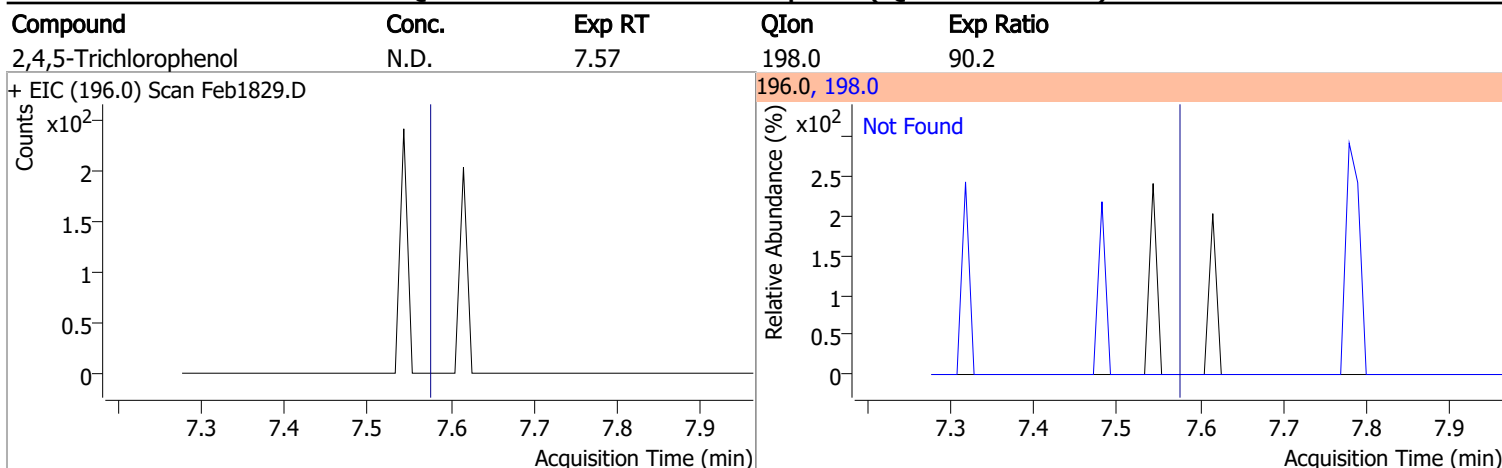 Compound Conc. Exp RT QIon Exp Ratio
2,4,5-Trichlorophenol N.D. 7.57 198.0 90.2
+ EIC (196.0) Scan Feb1829.D
Counts
x10²
2
1.5
1
0.5
0
7.3 7.4 7.5 7.6 7.7 7.8 7.9
Acquisition Time (min)
196.0, 198.0
Relative Abundance (%)
x10²
Not Found
2.5
2
1.5
1
0.5
0
7.3 7.4 7.5 7.6 7.7 7.8 7.9
Acquisition Time (min)